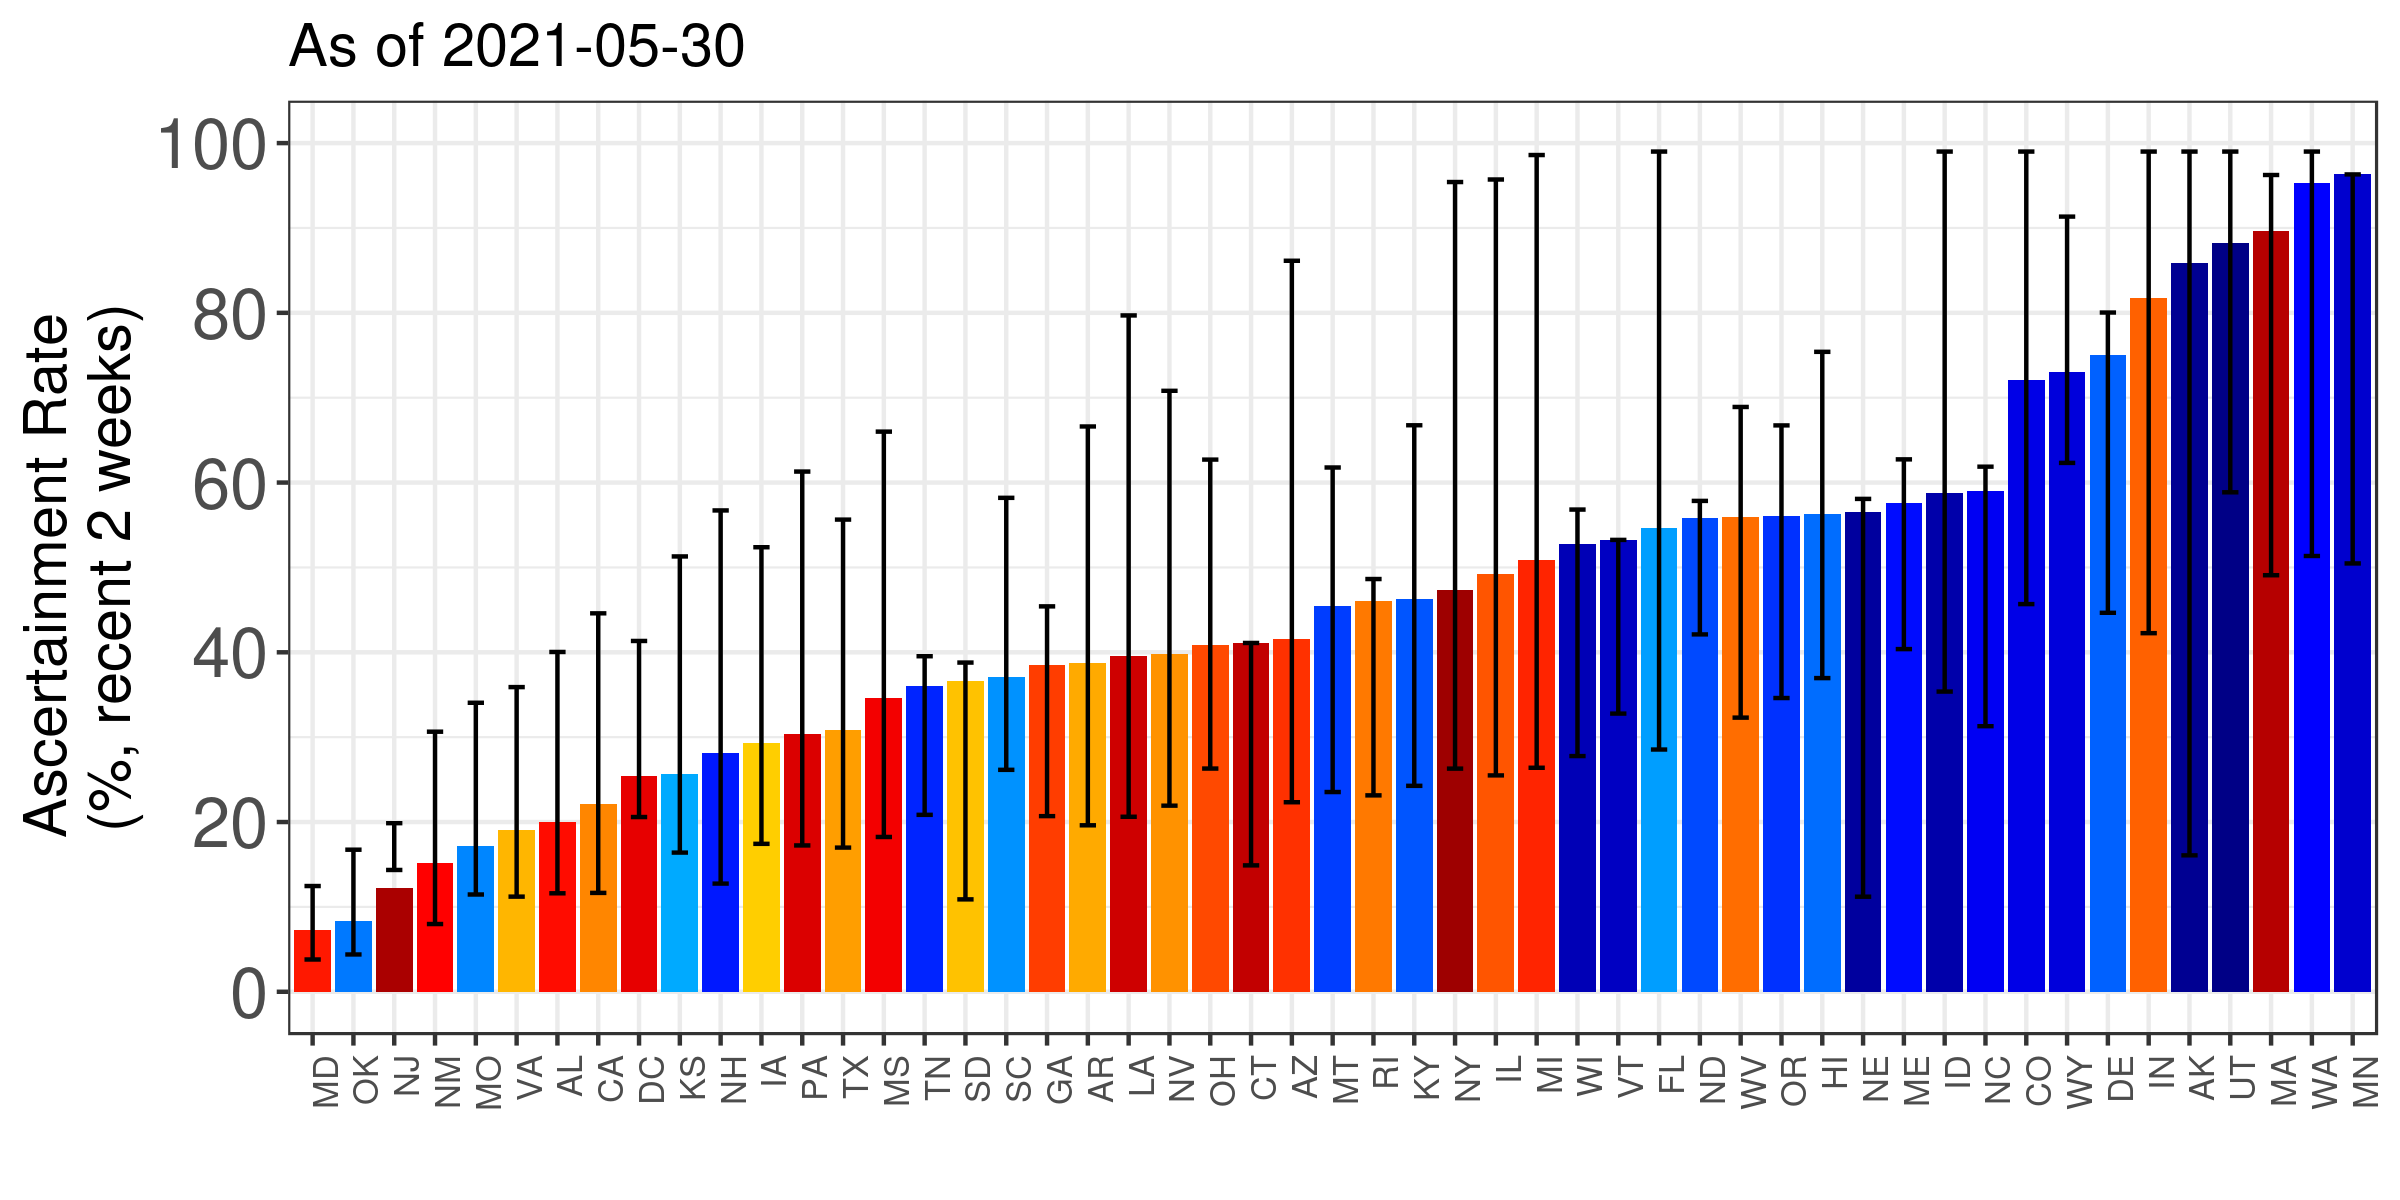 As of 2021-05-30
Ascertainment Rate
(%, recent 2 weeks)
100
80
60
40
20
0
MD OK NJ NM MO VA AL CA DC KS NH IA PA TX MS TN SD SC GA AR LA NV OH CT AZ MT RI KY NY IL MI WI VT FL ND WV OR HI NE ME ID NC CO WY DE IN AK UT MA WA MN